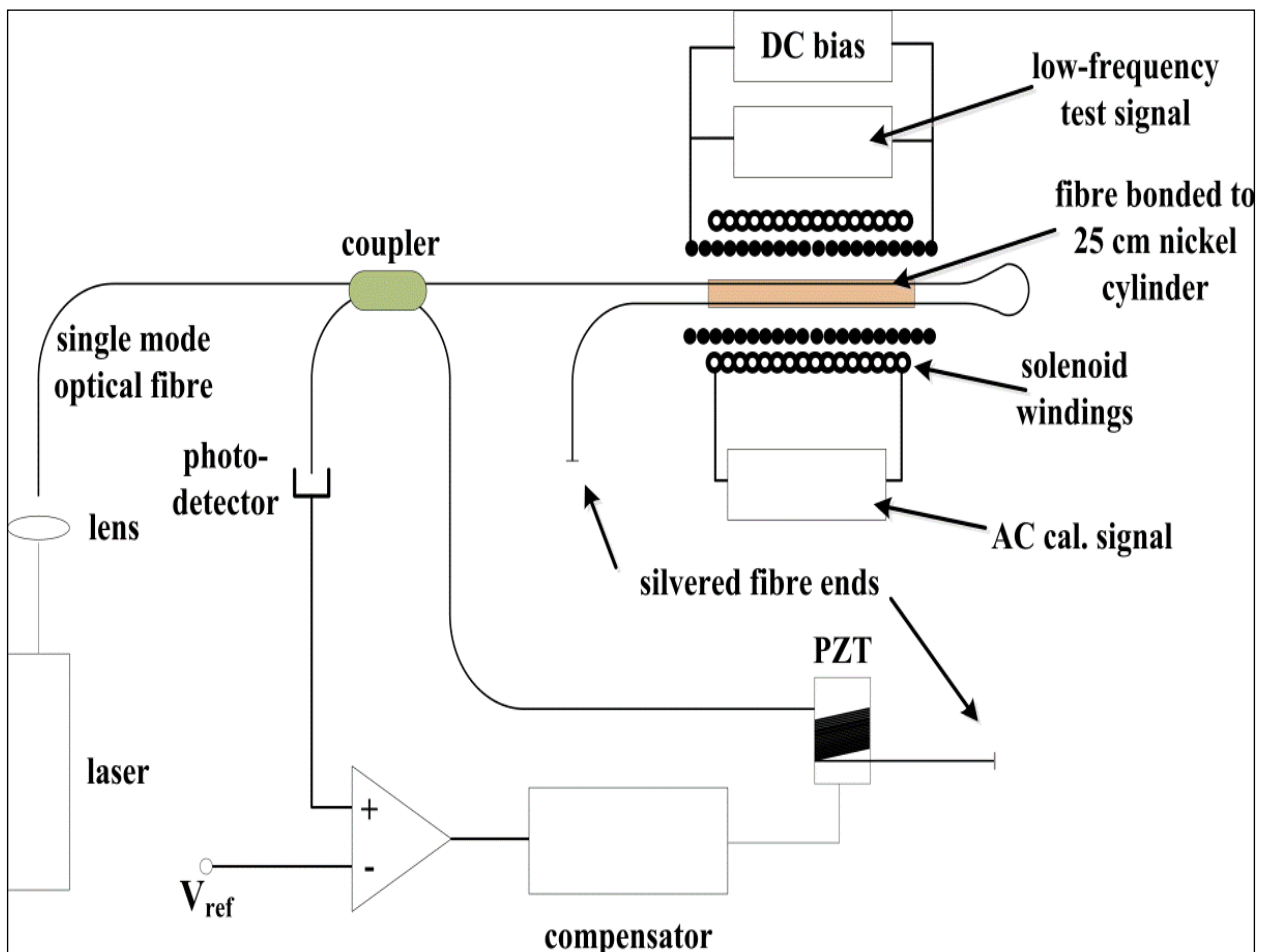 DC bias
low-frequency
test signal
fibre bonded to
25 cm nickel
cylinder
coupler
single mode
optical fibre
solenoid
windings
photo-
detector
lens
AC cal. signal
silvered fibre ends
PZT
laser
+
-
Vref
compensator